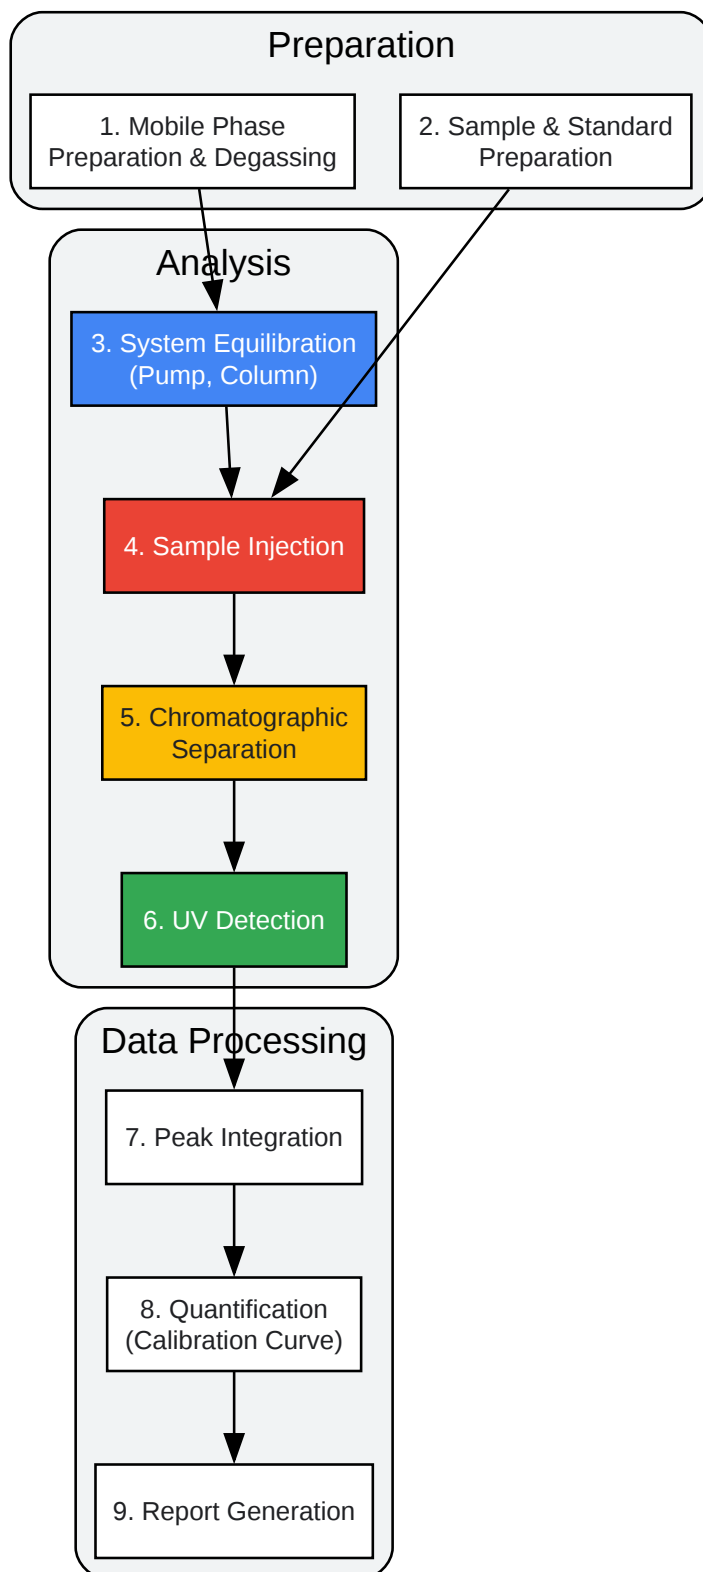 Preparation
1. Mobile Phase
Preparation & Degassing
2. Sample & Standard
Preparation
Analysis
3. System Equilibration
(Pump, Column)
4. Sample Injection
5. Chromatographic
Separation
6. UV Detection
Data Processing
7. Peak Integration
8. Quantification
(Calibration Curve)
9. Report Generation